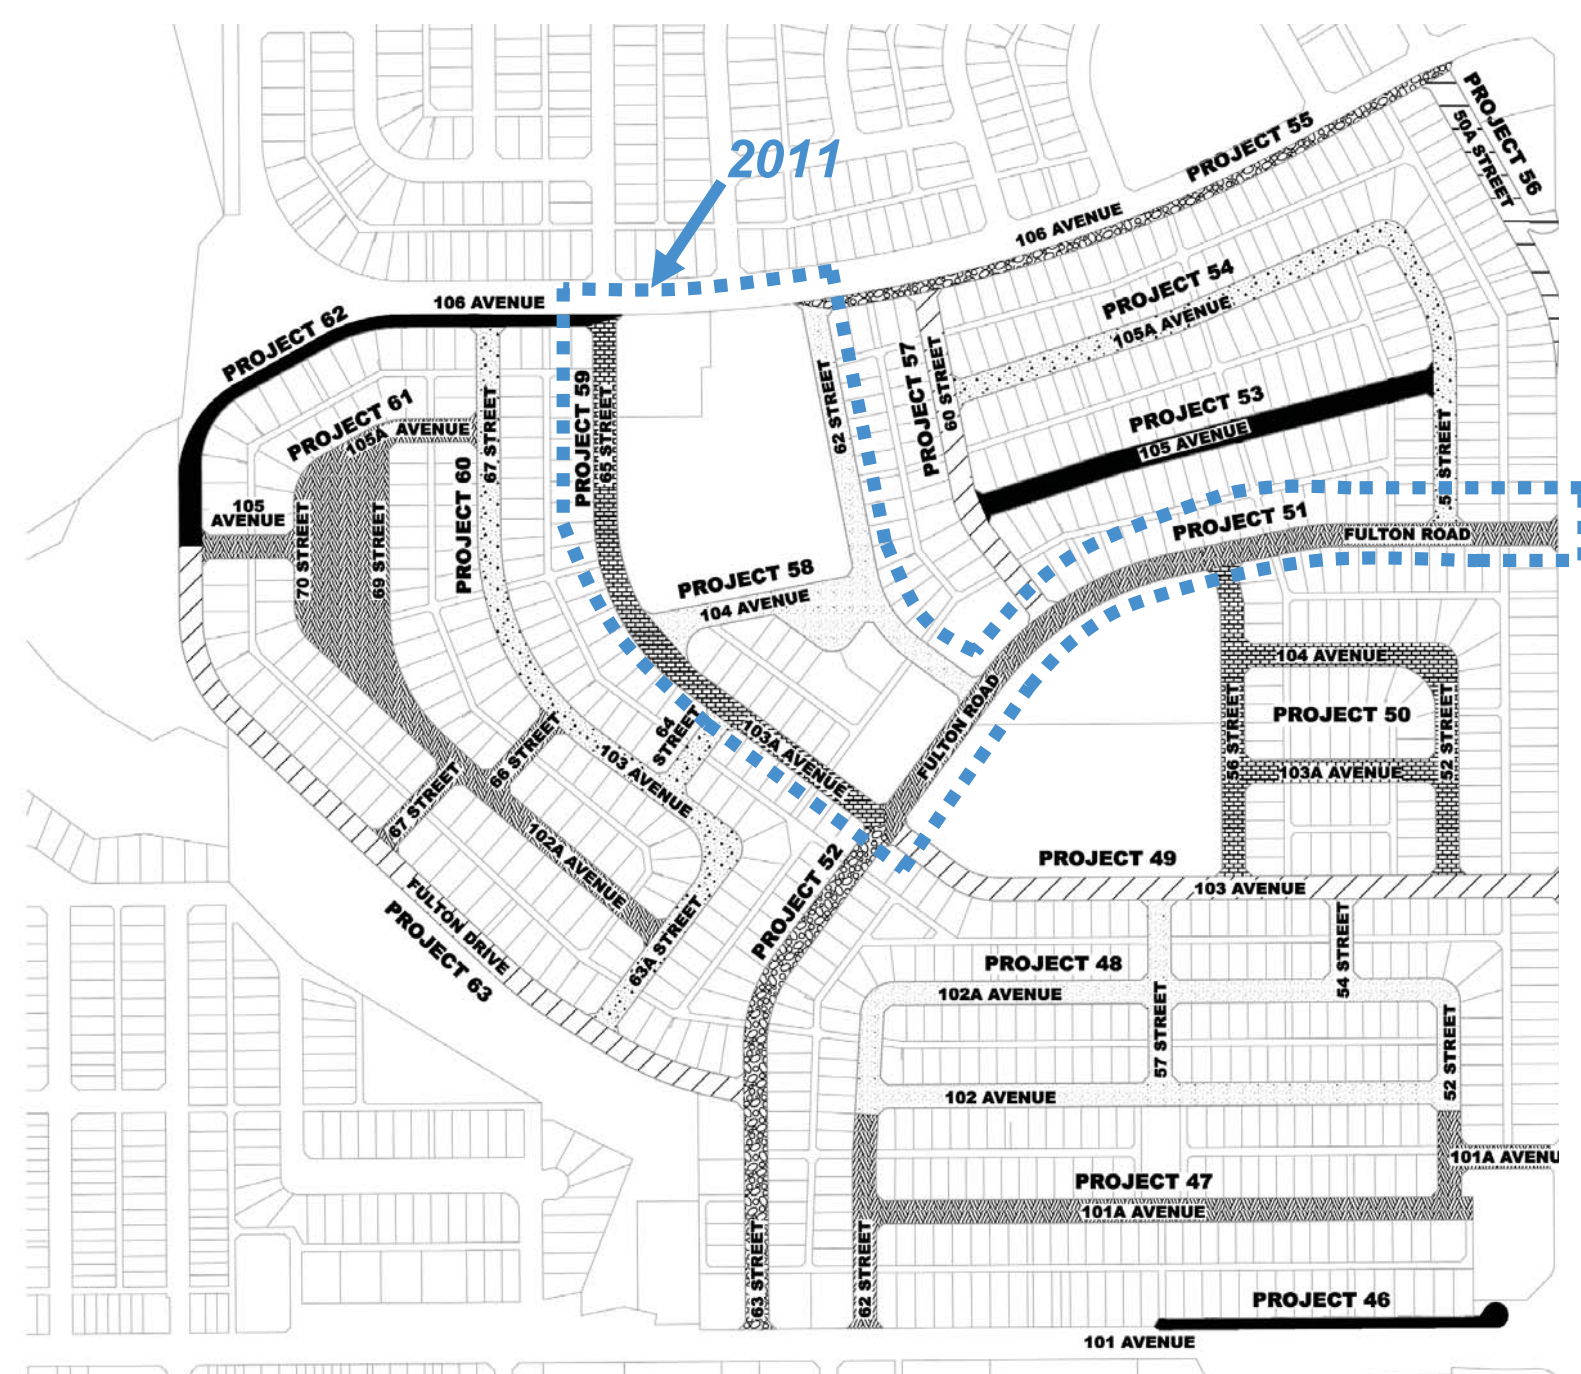 2011
PROJECT 55
PROJECT 56
50A STREET
106 AVENUE
106 AVENUE
PROJECT 62
PROJECT 54
105A AVENUE
PROJECT 57
60 STREET
62 STREET
PROJECT 59
65 STREET
PROJECT 61
105A AVENUE
67 STREET
PROJECT 60
PROJECT 53
105 AVENUE
STREET
105
AVENUE
70 STREET
69 STREET
PROJECT 51
FULTON ROAD
PROJECT 58
104 AVENUE
104 AVENUE
PROJECT 50
56 STREET
52 STREET
103A AVENUE
FULTON ROAD
64
STREET
103A AVENUE
66 STREET
103 AVENUE
67 STREET
102A AVENUE
PROJECT 52
PROJECT 49
103 AVENUE
FULTON DRIVE
PROJECT 63
63A STREET
PROJECT 48
102A AVENUE
54 STREET
57 STREET
52 STREET
102 AVENUE
101A AVENU
PROJECT 47
101A AVENUE
63 STREET
62 STREET
PROJECT 46
101 AVENUE